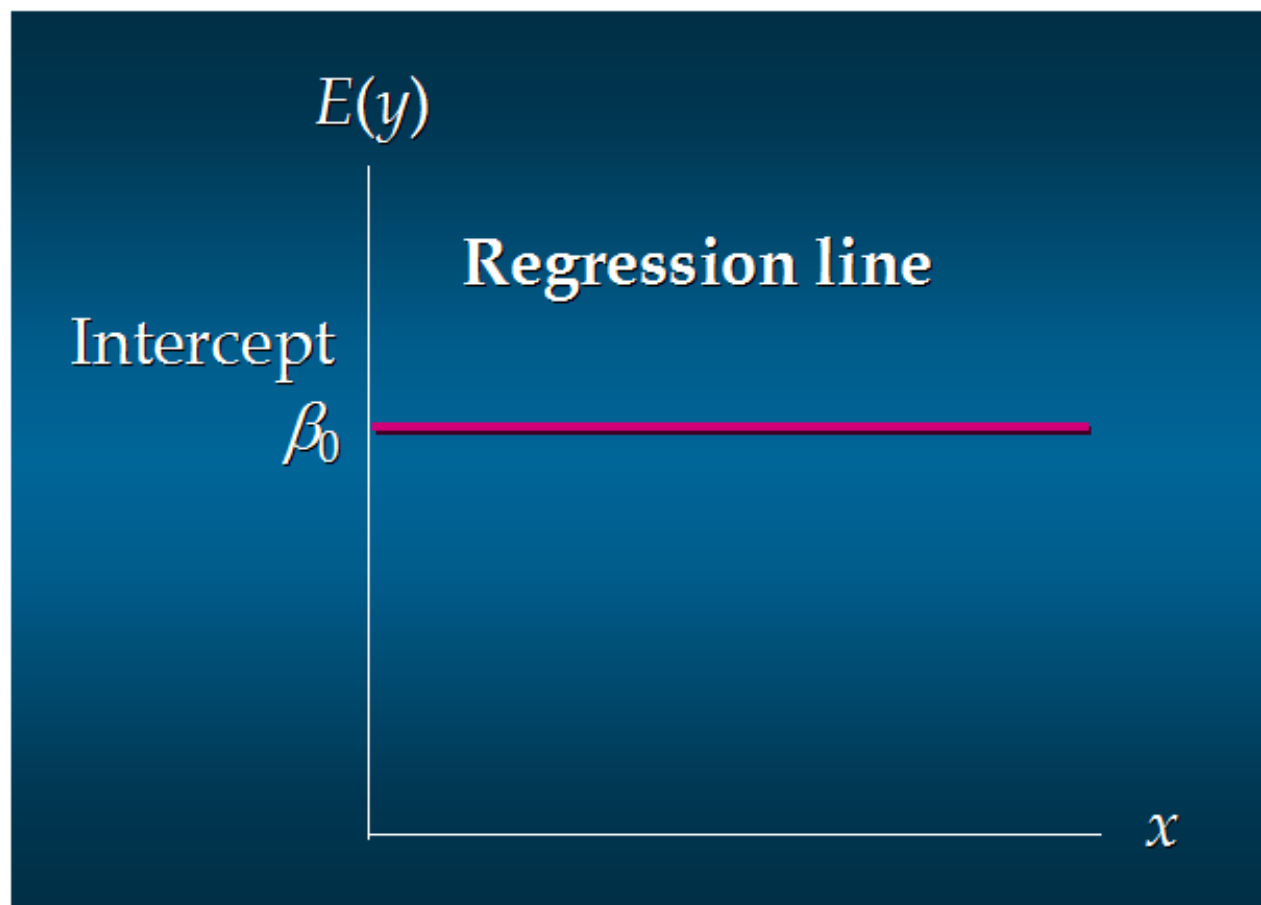 E(y)
Regression line
Intercept
β₀
x